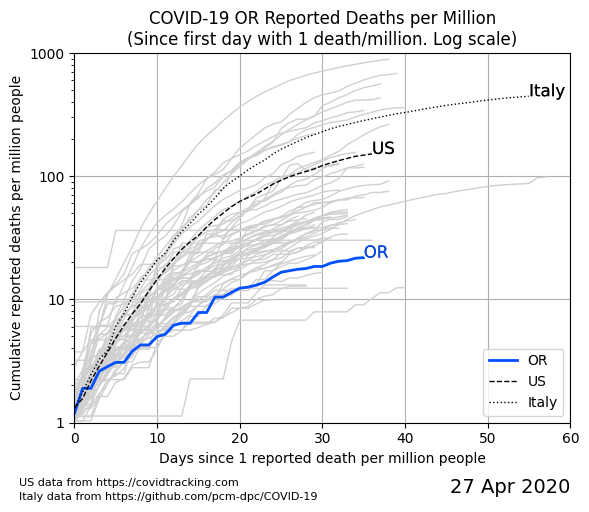 COVID-19 OR Reported Deaths per Million
(Since first day with 1 death/million. Log scale)
Cumulative reported deaths per million people
1000
100
10
1
Italy
US
OR
OR
US
Italy
0 10 20 30 40 50 60
Days since 1 reported death per million people
US data from https://covidtracking.com
Italy data from https://github.com/pcm-dpc/COVID-19
27 Apr 2020